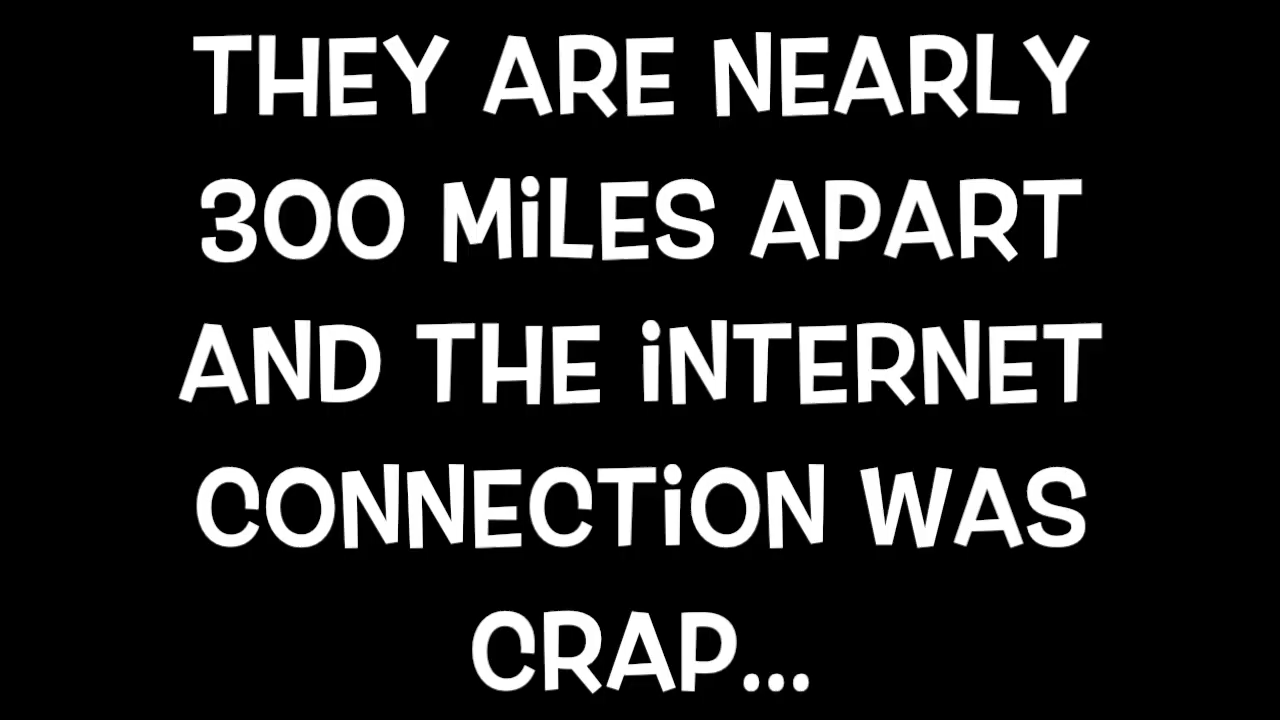 THEY ARE NEARLY
300 MiLES APART
AND THE iNTERNET
CONNECTiON WAS
CRAP...